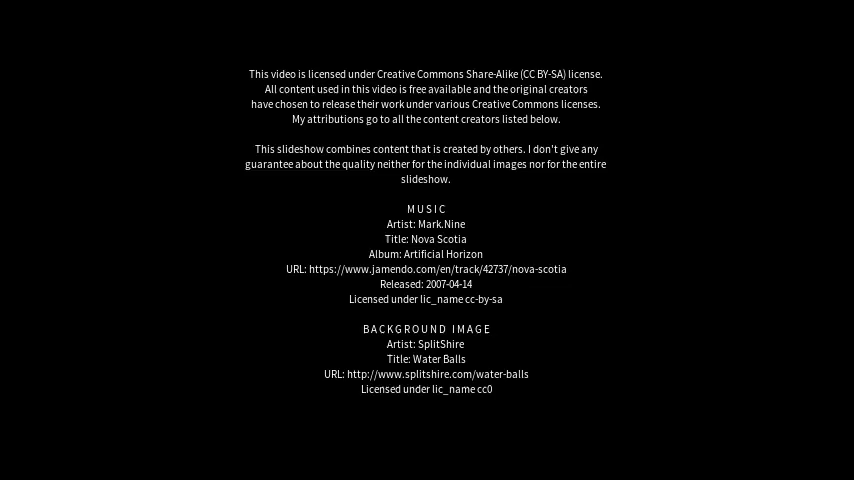 This video is licensed under Creative Commons Share-Alike (CC BY-SA) license.
All content used in this video is free available and the original creators
have chosen to release their work under various Creative Commons licenses.
My attributions go to all the content creators listed below.
This slideshow combines content that is created by others. I don't give any
guarantee about the quality neither for the individual images nor for the entire
slideshow.
MUSIC
Artist: Mark.Nine
Title: Nova Scotia
Album: Artificial Horizon
URL: https://www.jamendo.com/en/track/42737/nova-scotia
Released: 2007-04-14
Licensed under lic_name cc-by-sa
BACKGROUND IMAGE
Artist: SplitShire
Title: Water Balls
URL: http://www.splitshire.com/water-balls
Licensed under lic_name cc0